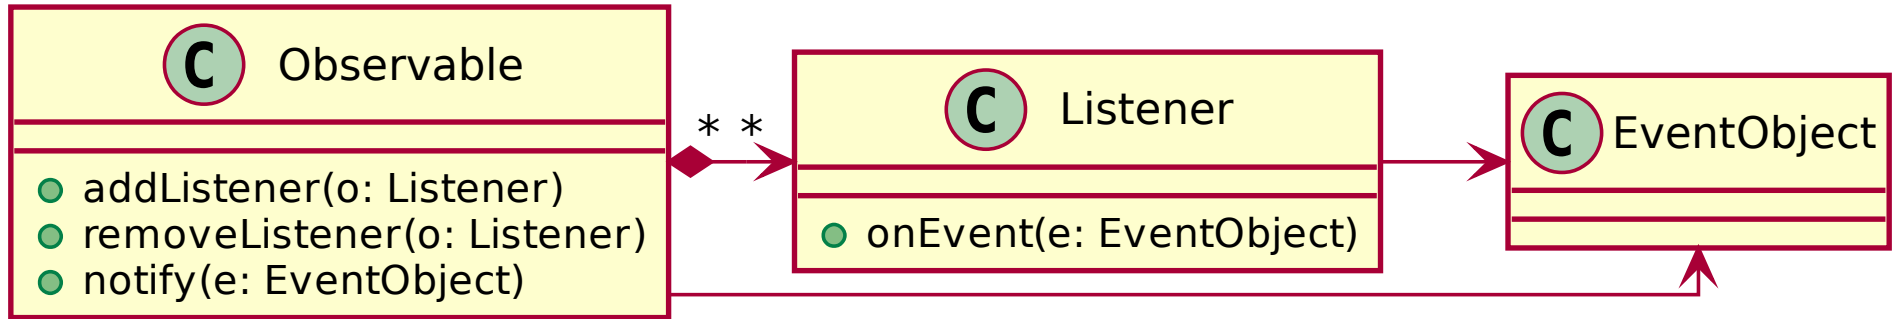 C Observable
addListener(o: Listener)
removeListener(o: Listener)
notify(e: EventObject)
* *
C Listener
onEvent(e: EventObject)
C EventObject